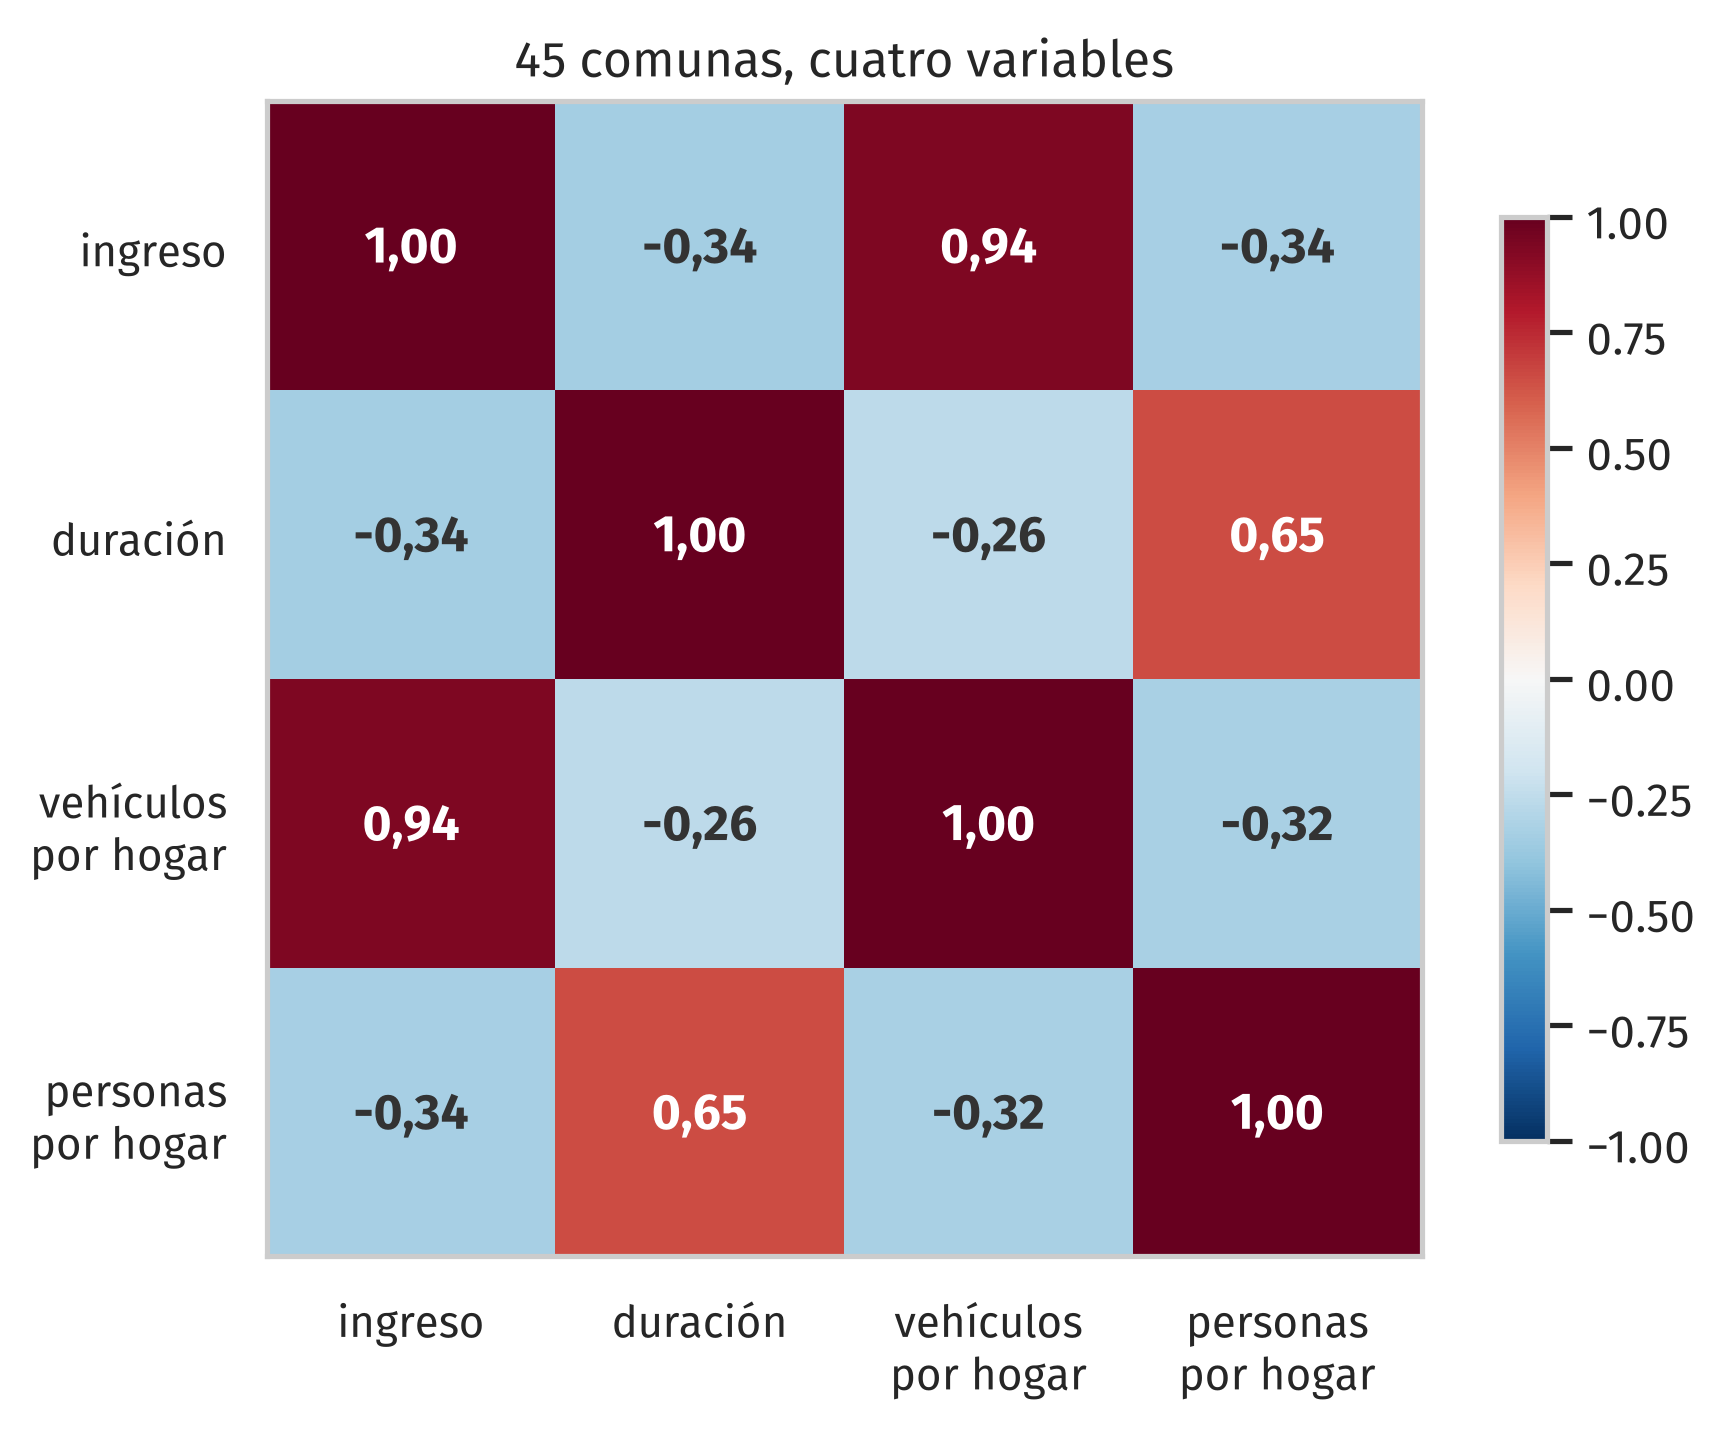 45 comunas, cuatro variables
ingreso
1,00
-0,34
0,94
-0,34
duración
-0,34
1,00
-0,26
0,65
vehículos
por hogar
0,94
-0,26
1,00
-0,32
personas
por hogar
-0,34
0,65
-0,32
1,00
ingreso
duración
vehículos
por hogar
personas
por hogar
1.00
0.75
0.50
0.25
0.00
−0.25
−0.50
−0.75
−1.00